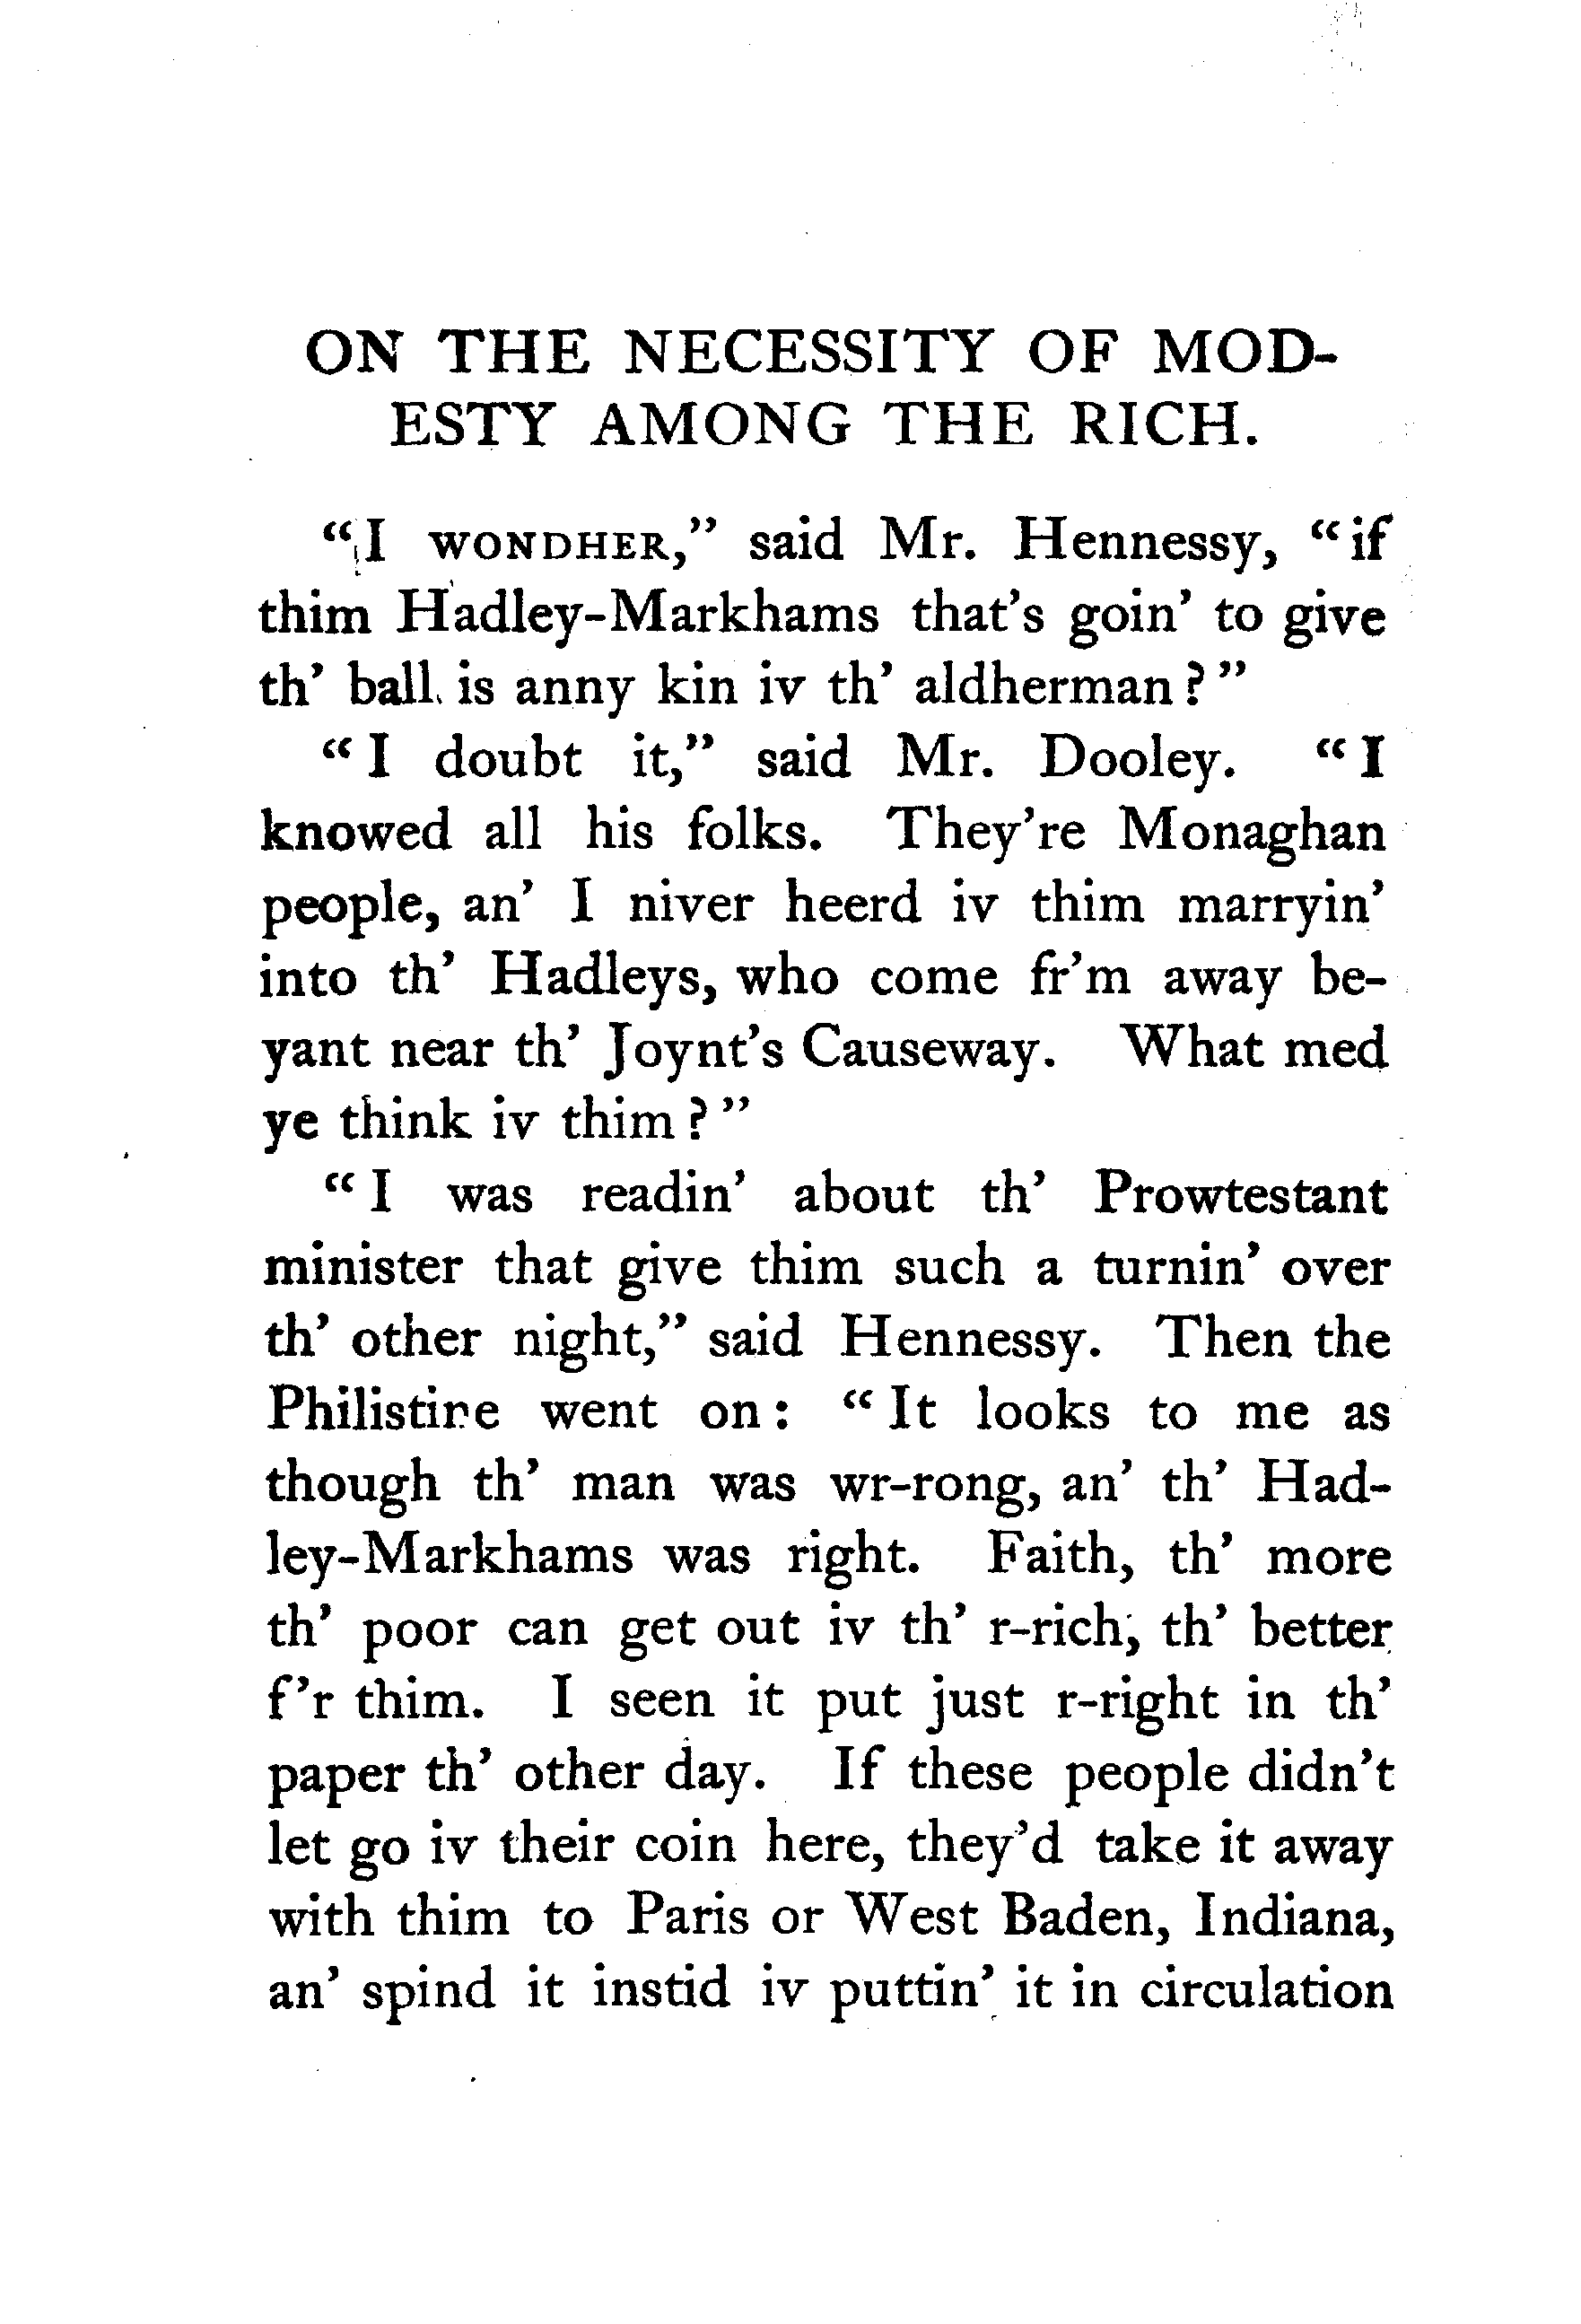 ON THE NECESSITY OF MOD-
ESTY AMONG THE RICH.
"I WONDHER," said Mr. Hennessy, "if
thim Hadley-Markhams that's goin' to give
th' ball is anny kin iv th' aldherman?"
"I doubt it," said Mr. Dooley. "I
knowed all his folks. They're Monaghan
people, an' I niver heerd iv thim marryin'
into th' Hadleys, who come fr'm away be-
yant near th' Joynt's Causeway. What med
ye think iv thim?"
"I was readin' about th' Prowtestant
minister that give thim such a turnin' over
th' other night," said Hennessy. Then the
Philistine went on: "It looks to me as
though th' man was wr-rong, an' th' Had-
ley-Markhams was right. Faith, th' more
th' poor can get out iv th' r-rich, th' better
f'r thim. I seen it put just r-right in th'
paper th' other day. If these people didn't
let go iv their coin here, they'd take it away
with thim to Paris or West Baden, Indiana,
an' spind it instid iv puttin' it in circulation